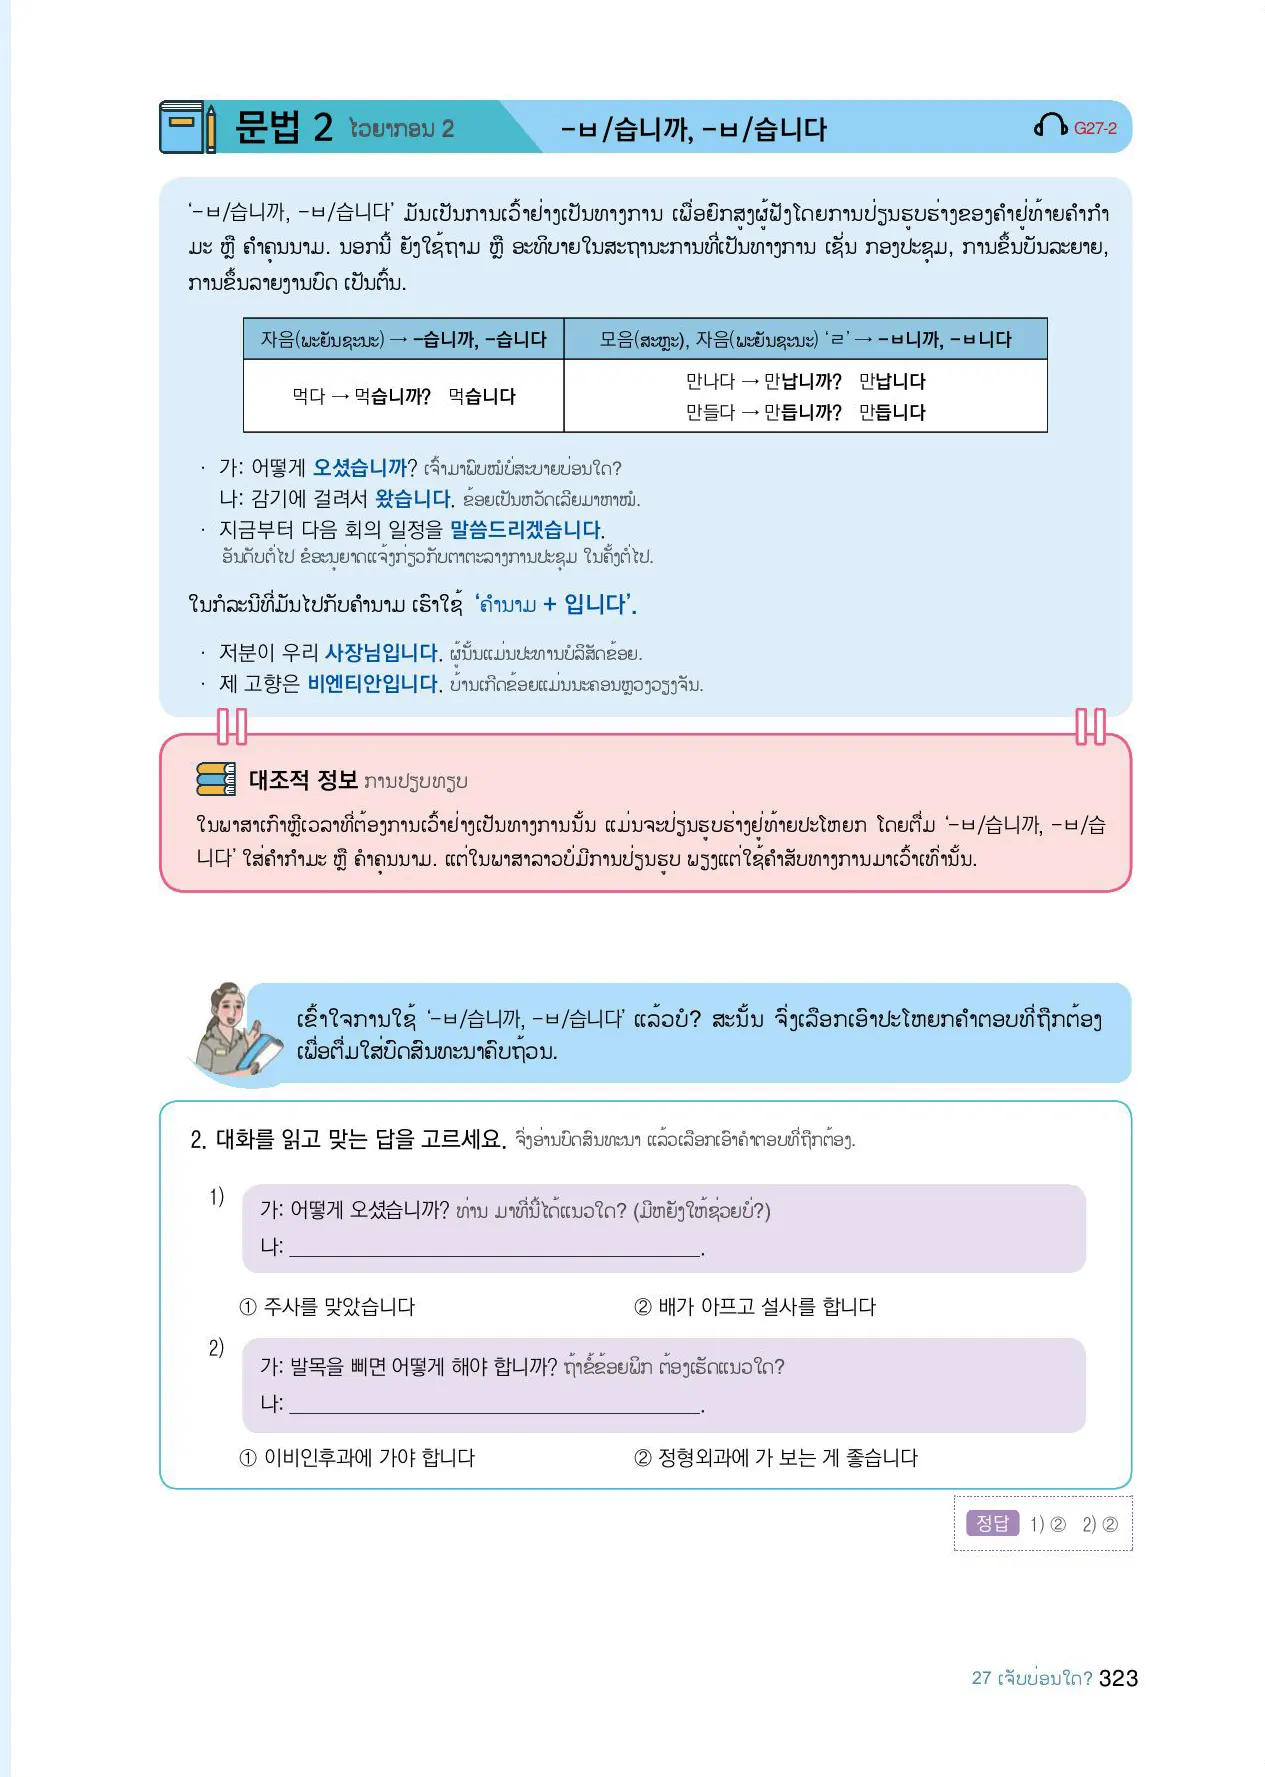 문법 2 ໄວຍາກອນ 2 -ㅂ/습니까, -ㅂ/습니다 G27-2
‘-ㅂ/습니까, -ㅂ/습니다’ ມັນເປັນການເວົ້າຢ່າງເປັນທາງການ ເພື່ອຍົກສູງຜູ້ຟັງໂດຍການປ່ຽນຮູບຮ່າງຂອງຄຳຢູ່ທ້າຍຄຳກຳ
ມະ ຫຼື ຄຳຄຸນນາມ. ນອກນີ້ ຍັງໃຊ້ຖາມ ຫຼື ອະທິບາຍໃນສະຖານະການທີ່ເປັນທາງການ ເຊັ່ນ ກອງປະຊຸມ, ການຂຶ້ນບັນລະຍາຍ,
ການຂຶ້ນລາຍງານບົດ ເປັນຕົ້ນ.
자음(ພະຍັນຊະນະ) → -습니까, -습니다 모음(ສະຫຼະ), 자음(ພະຍັນຊະນະ) ‘ㄹ’ → -ㅂ니까, -ㅂ니다
먹다 → 먹습니까? 먹습니다
만나다 → 만납니까? 만납니다
만들다 → 만듭니까? 만듭니다
· 가: 어떻게 오셨습니까? ເຈົ້າມາພົບໝໍບໍ່ສະບາຍບ່ອນໃດ?
나: 감기에 걸려서 왔습니다. ຂ້ອຍເປັນຫວັດເລີຍມາຫາໝໍ.
· 지금부터 다음 회의 일정을 말씀드리겠습니다.
ອັນດັບຕໍ່ໄປ ຂໍອະນຸຍາດແຈ້ງກ່ຽວກັບຕາຕະລາງການປະຊຸມ ໃນຄັ້ງຕໍ່ໄປ.
ໃນກໍລະນີທີ່ມັນໄປກັບຄຳນາມ ເຮົາໃຊ້ ‘ຄຳນາມ + 입니다’.
· 저분이 우리 사장님입니다. ຜູ້ນັ້ນແມ່ນປະທານບໍລິສັດຂ້ອຍ.
· 제 고향은 비엔티안입니다. ບ້ານເກີດຂ້ອຍແມ່ນນະຄອນຫຼວງວຽງຈັນ.
대조적 정보 ການປຽບທຽບ
ໃນພາສາເກົາຫຼີເວລາທີ່ຕ້ອງການເວົ້າຢ່າງເປັນທາງການນັ້ນ ແມ່ນຈະປ່ຽນຮູບຮ່າງຢູ່ທ້າຍປະໂຫຍກ ໂດຍຕື່ມ ‘-ㅂ/습니까, -ㅂ/습
니다’ ໃສ່ຄຳກຳມະ ຫຼື ຄຳຄຸນນາມ. ແຕ່ໃນພາສາລາວບໍ່ມີການປ່ຽນຮູບ ພຽງແຕ່ໃຊ້ຄຳສັບທາງການມາເວົ້າເທົ່ານັ້ນ.
ເຂົ້າໃຈການໃຊ້ ‘-ㅂ/습니까, -ㅂ/습니다’ ແລ້ວບໍ? ສະນັ້ນ ຈົ່ງເລືອກເອົາປະໂຫຍກຄຳຕອບທີ່ຖືກຕ້ອງ
ເພື່ອຕື່ມໃສ່ບົດສົນທະນາຄົບຖ້ວນ.
2. 대화를 읽고 맞는 답을 고르세요. ຈົ່ງອ່ານບົດສົນທະນາ ແລ້ວເລືອກເອົາຄຳຕອບທີ່ຖືກຕ້ອງ.
1) 가: 어떻게 오셨습니까? ທ່ານ ມາທີ່ນີ້ໄດ້ແນວໃດ? (ມີຫຍັງໃຫ້ຊ່ວຍບໍ່?)
나: ______________________.
① 주사를 맞았습니다 ② 배가 아프고 설사를 합니다
2) 가: 발목을 삐면 어떻게 해야 합니까? ຖ້າຂໍ້ຂ້ອຍພິກ ຕ້ອງເຮັດແນວໃດ?
나: ______________________.
① 이비인후과에 가야 합니다 ② 정형외과에 가 보는 게 좋습니다
정답 1) ② 2) ②
27 ເຈັບບ່ອນໃດ? 323